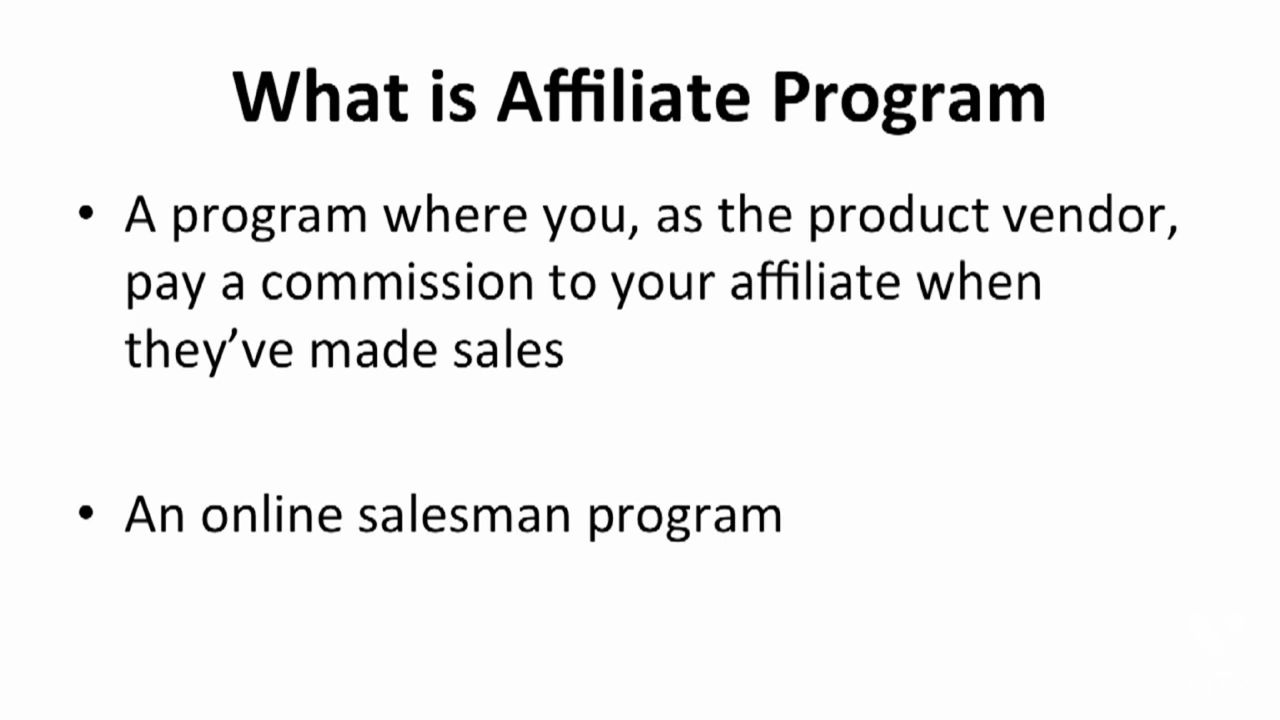 What is Affiliate Program
• A program where you, as the product vendor,
pay a commission to your affiliate when
they’ve made sales
• An online salesman program